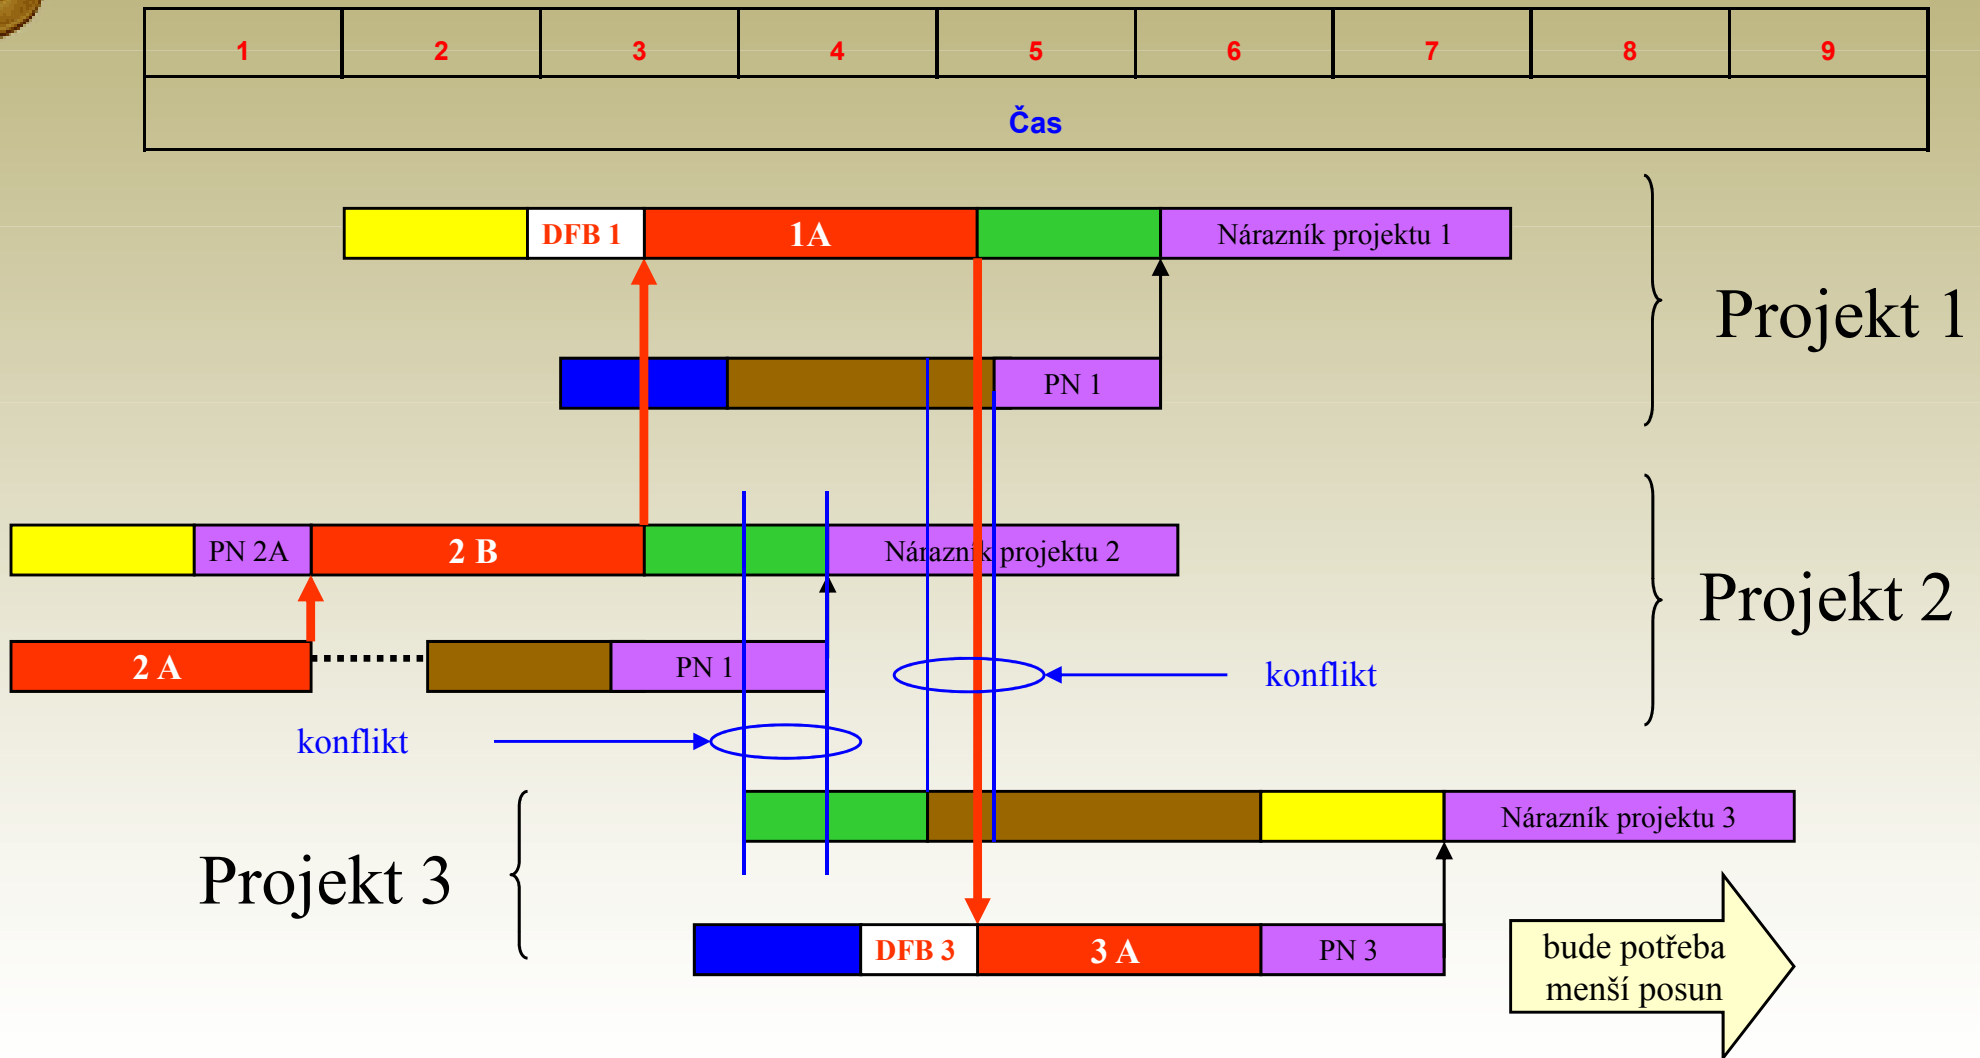 1 2 3 4 5 6 7 8 9
Čas
DFB 1 1A Nárazník projektu 1
Projekt 1
PN 1
PN 2A 2 B Nárazník projektu 2
Projekt 2
2 A PN 1
konflikt
konflikt
Nárazník projektu 3
Projekt 3
DFB 3 3 A PN 3
bude potřeba
menší posun